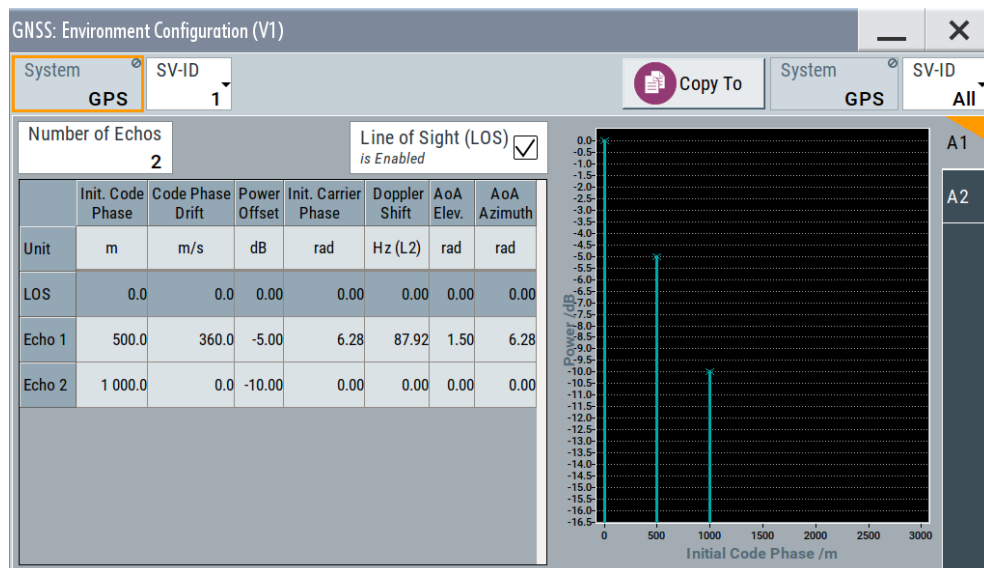 GNSS: Environment Configuration (V1)
System
GPS
SV-ID
1
Copy To
System
GPS
SV-ID
All
Number of Echos
2
Line of Sight (LOS)
is Enabled
A1
A2
Init. Code Phase Code Phase Drift Power Offset Init. Carrier Phase Doppler Shift AoA Elev. AoA Azimuth
Unit m m/s dB rad Hz (L2) rad rad
LOS 0.0 0.0 0.00 0.00 0.00 0.00 0.00
Echo 1 500.0 360.0 -5.00 6.28 87.92 1.50 6.28
Echo 2 1 000.0 0.0 -10.00 0.00 0.00 0.00 0.00
Power /dB
0.0
-0.5
-1.0
-1.5
-2.0
-2.5
-3.0
-3.5
-4.0
-4.5
-5.0
-5.5
-6.0
-6.5
-7.0
-7.5
-8.0
-8.5
-9.0
-9.5
-10.0
-10.5
-11.0
-11.5
-12.0
-12.5
-13.0
-13.5
-14.0
-14.5
-15.0
-15.5
-16.0
-16.5
0 500 1000 1500 2000 2500 3000
Initial Code Phase /m